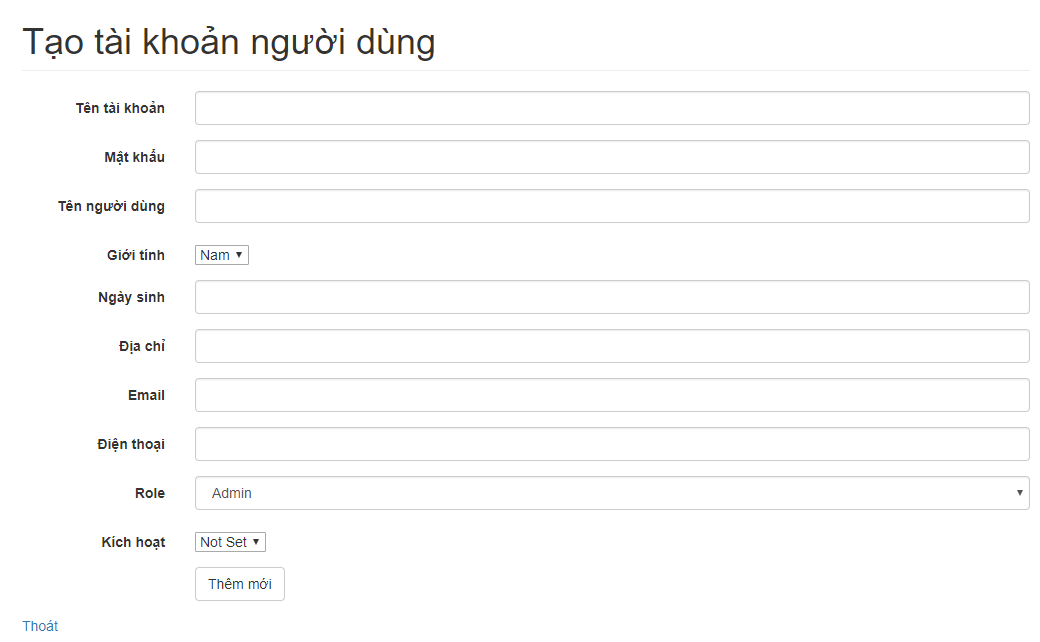 Tạo tài khoản người dùng
Tên tài khoản
Mật khẩu
Tên người dùng
Giới tính Nam
Ngày sinh
Địa chỉ
Email
Điện thoại
Role Admin
Kích hoạt Not Set
Thêm mới
Thoát